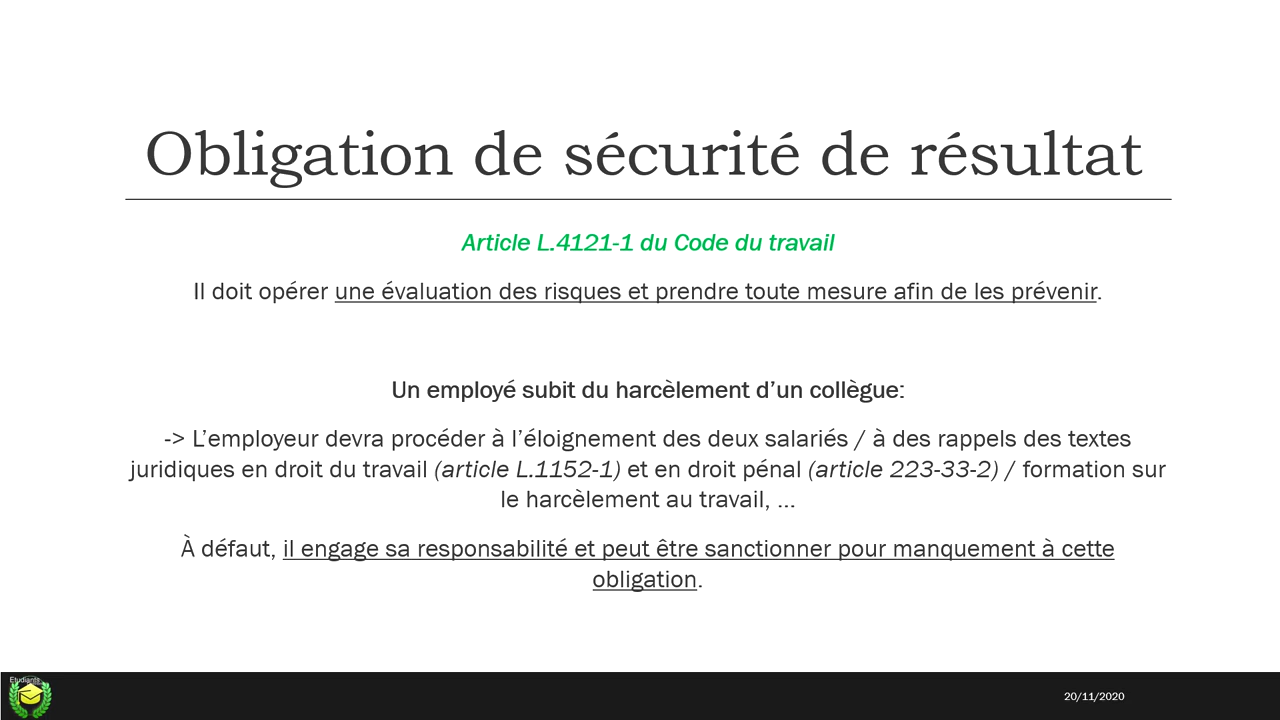 Obligation de sécurité de résultat
Article L.4121-1 du Code du travail
Il doit opérer une évaluation des risques et prendre toute mesure afin de les prévenir.
Un employé subit du harcèlement d’un collègue:
-> L’employeur devra procéder à l’éloignement des deux salariés / à des rappels des textes
juridiques en droit du travail (article L.1152-1) et en droit pénal (article 223-33-2) / formation sur
le harcèlement au travail, …
À défaut, il engage sa responsabilité et peut être sanctionner pour manquement à cette
obligation.
Etudiants
20/11/2020